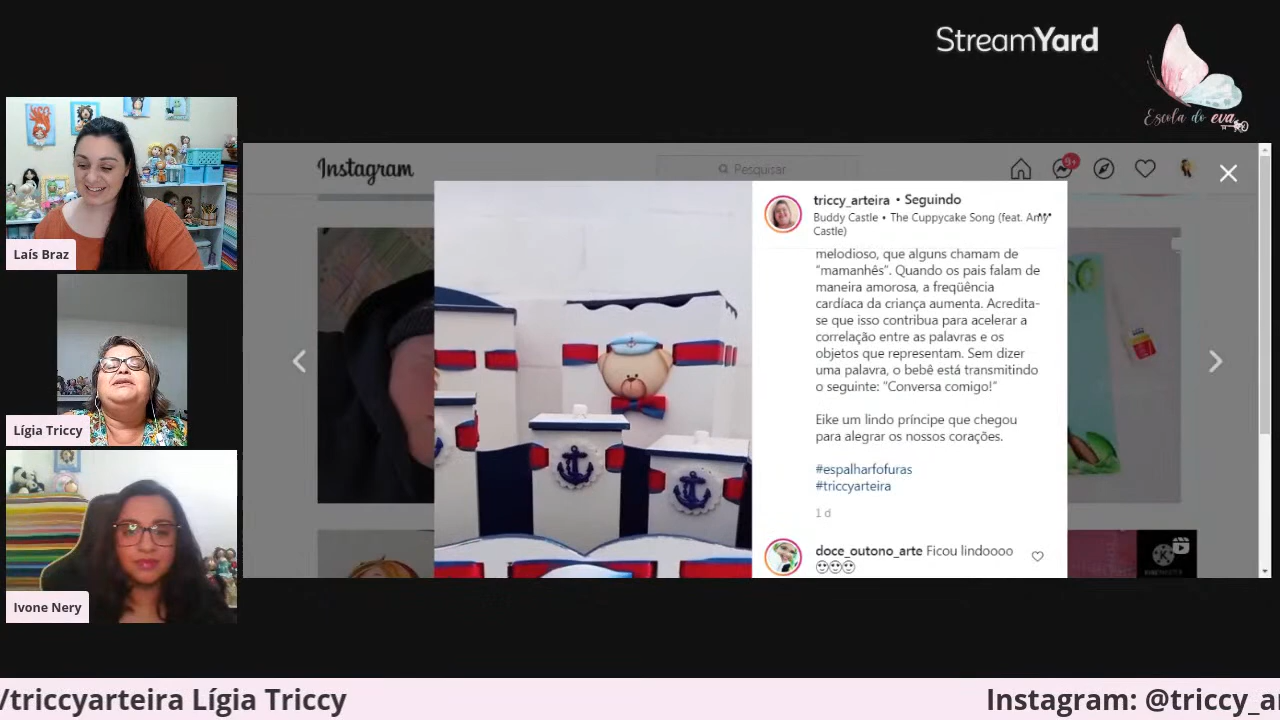 StreamYard
Escola do eva
Laís Braz
Lígia Triccy
Ivone Nery
Instagram
Pesquisar
9+
triccy_arteira • Seguindo
Buddy Castle • The Cuppycake Song (feat. Amy
Castle)
melodioso, que alguns chamam de
“mamanhês”. Quando os pais falam de
maneira amorosa, a freqüência
cardíaca da criança aumenta. Acredita-
se que isso contribua para acelerar a
correlação entre as palavras e os
objetos que representam. Sem dizer
uma palavra, o bebê está transmitindo
o seguinte: “Conversa comigo!”
Eike um lindo príncipe que chegou
para alegrar os nossos corações.
#espalharfofuras
#triccyarteira
1 d
doce_outono_arte Ficou lindoooo
/triccyarteira Lígia Triccy
Instagram: @triccy_ar